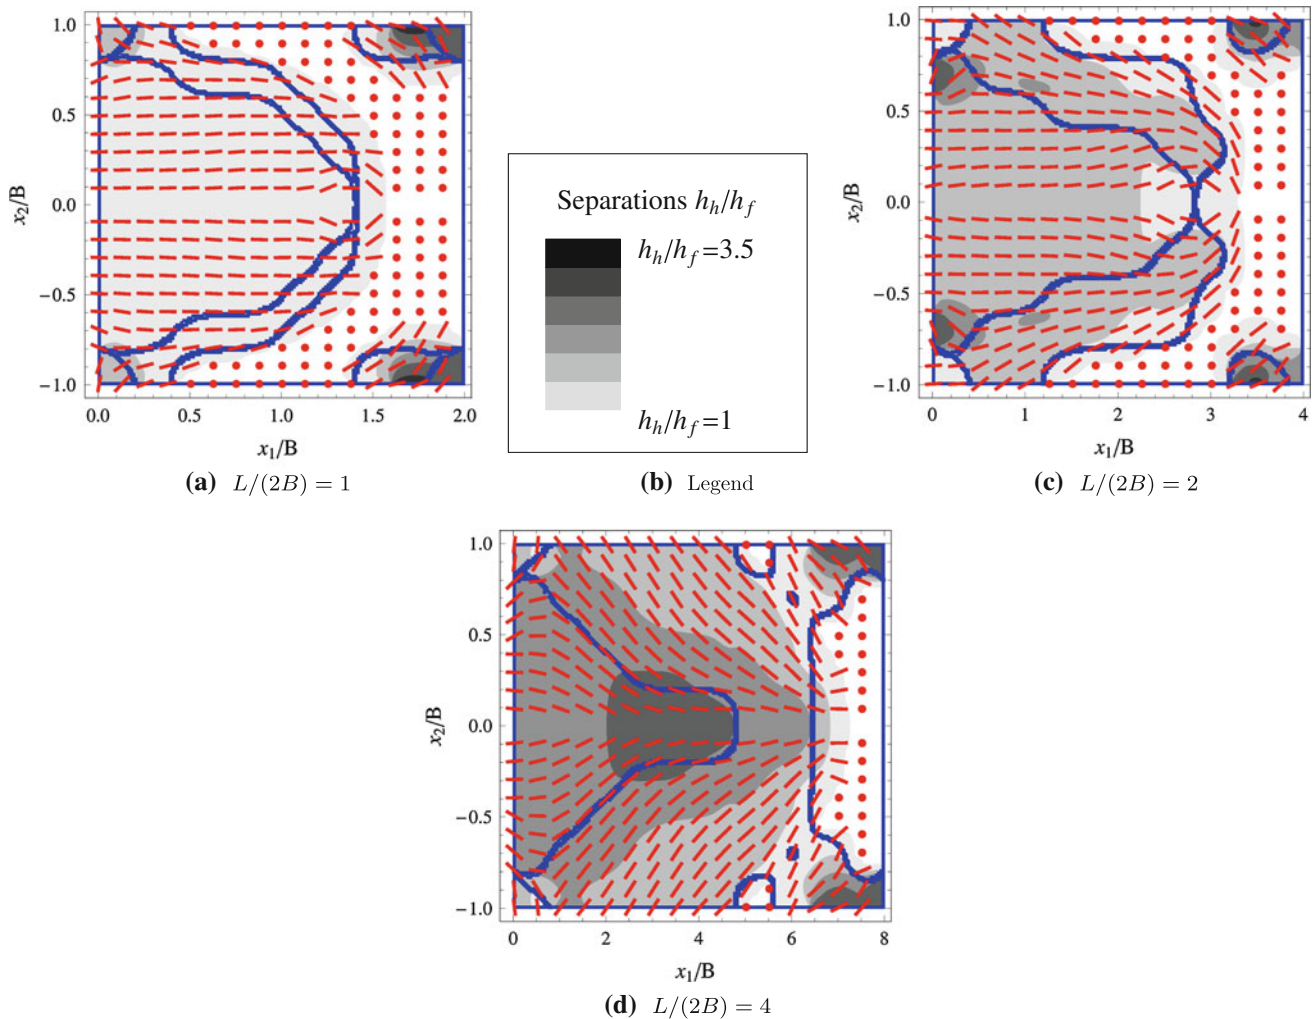 1.0
0.5
0.0
−0.5
−1.0
x₂/B
0.0 0.5 1.0 1.5 2.0
x₁/B
(a) L/(2B) = 1
Separations hₕ/h_f
hₕ/h_f=3.5
hₕ/h_f=1
(b) Legend
1.0
0.5
0.0
−0.5
−1.0
x₂/B
0 1 2 3 4
x₁/B
(c) L/(2B) = 2
1.0
0.5
0.0
−0.5
−1.0
x₂/B
0 2 4 6 8
x₁/B
(d) L/(2B) = 4